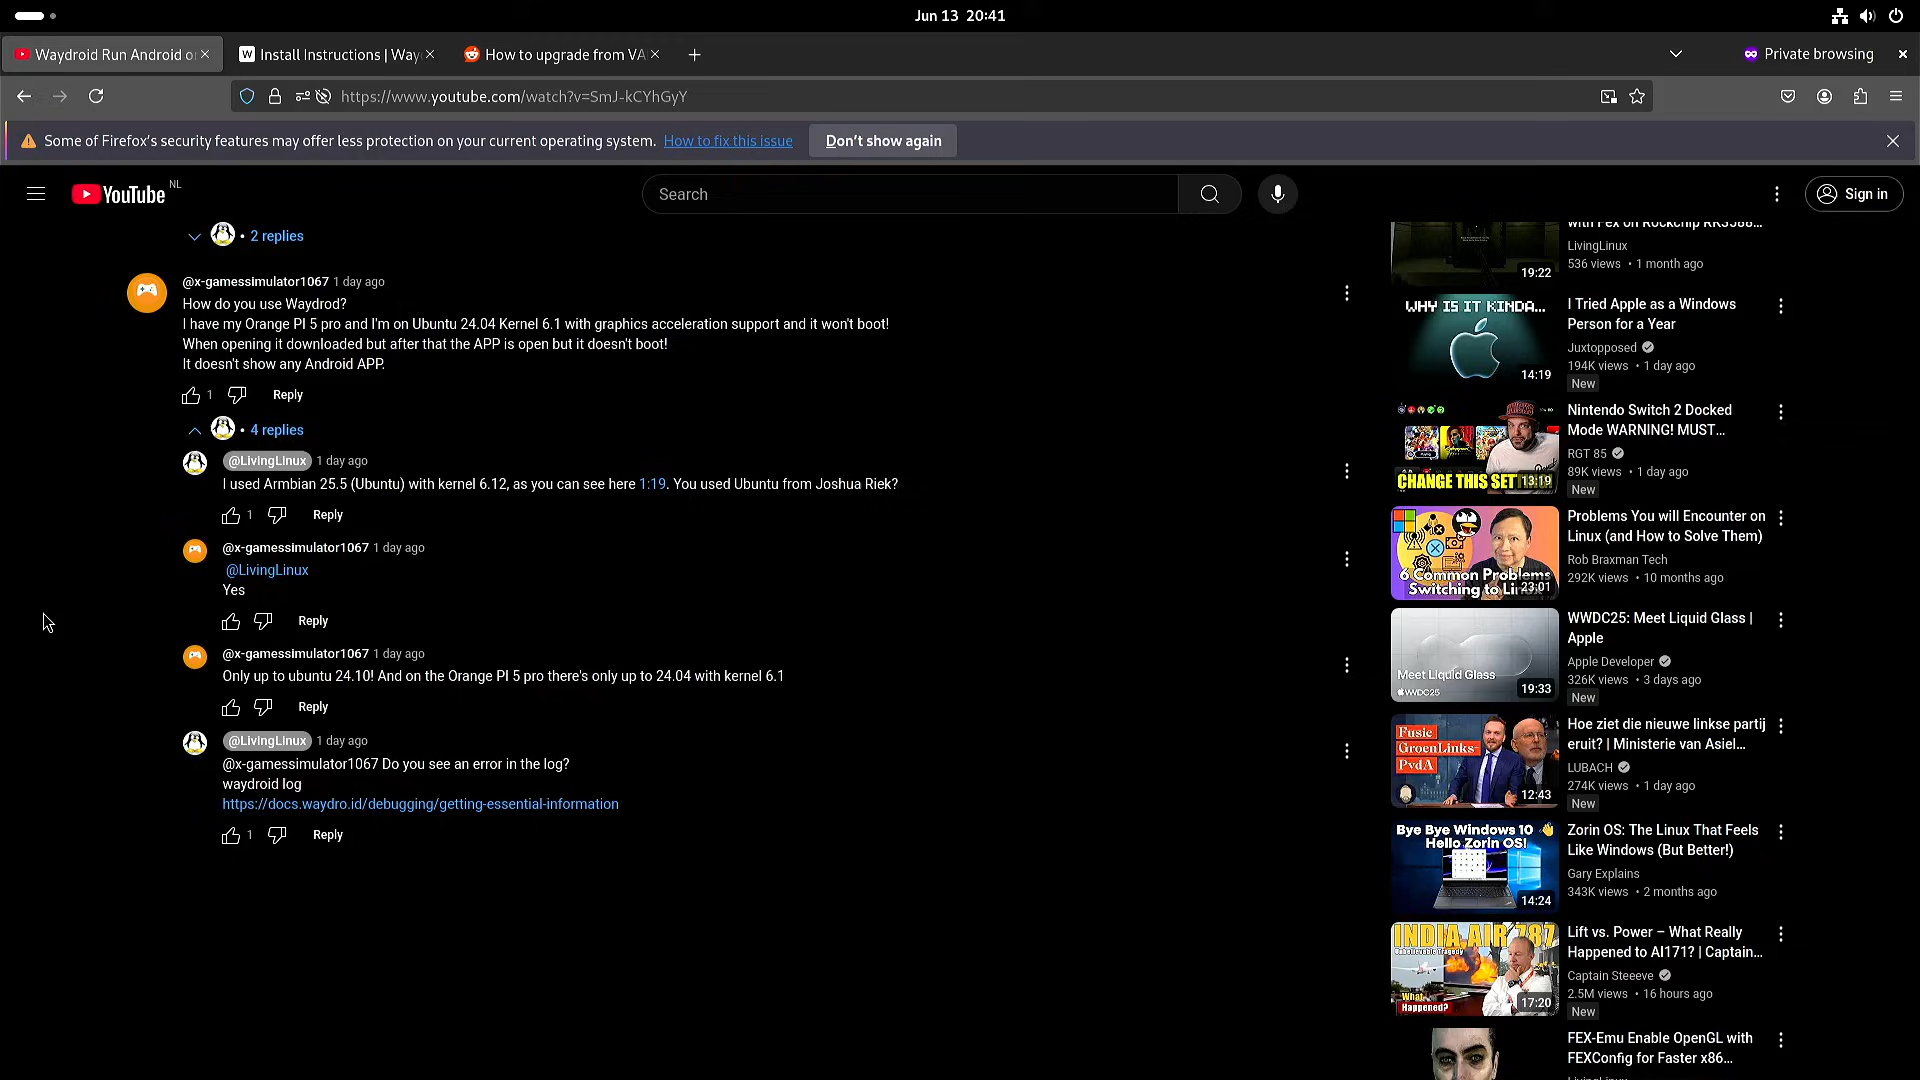 Jun 13 20:41
Waydroid Run Android o
Install Instructions | Way
How to upgrade from VA
Private browsing
https://www.youtube.com/watch?v=SmJ-kCYhGyY
Some of Firefox's security features may offer less protection on your current operating system. How to fix this issue
Don't show again
YouTube NL
Search
Sign in
2 replies
@x-gamessimulator1067 1 day ago
How do you use Waydrod?
I have my Orange PI 5 pro and I'm on Ubuntu 24.04 Kernel 6.1 with graphics acceleration support and it won't boot!
When opening it downloaded but after that the APP is open but it doesn't boot!
It doesn't show any Android APP.
1 Reply
4 replies
@LivingLinux 1 day ago
I used Armbian 25.5 (Ubuntu) with kernel 6.12, as you can see here 1:19. You used Ubuntu from Joshua Riek?
1 Reply
@x-gamessimulator1067 1 day ago
@LivingLinux
Yes
Reply
@x-gamessimulator1067 1 day ago
Only up to ubuntu 24.10! And on the Orange PI 5 pro there's only up to 24.04 with kernel 6.1
Reply
@LivingLinux 1 day ago
@x-gamessimulator1067 Do you see an error in the log?
waydroid log
https://docs.waydro.id/debugging/getting-essential-information
1 Reply
with Fex on Rockchip RK3588...
LivingLinux
536 views • 1 month ago
19:22
WHY IS IT KINDA...
14:19
I Tried Apple as a Windows
Person for a Year
Juxtopposed
194K views • 1 day ago
New
CHANGE THIS SET
13:19
Nintendo Switch 2 Docked
Mode WARNING! MUST...
RGT 85
89K views • 1 day ago
New
6 Common Problems
Switching to Li
23:01
Problems You will Encounter on
Linux (and How to Solve Them)
Rob Braxman Tech
292K views • 10 months ago
Meet Liquid Glass
WWDC25
19:33
WWDC25: Meet Liquid Glass |
Apple
Apple Developer
326K views • 3 days ago
New
Fusie
GroenLinks-
PvdA
12:43
Hoe ziet die nieuwe linkse partij
eruit? | Ministerie van Asiel...
LUBACH
274K views • 1 day ago
New
Bye Bye Windows 10
Hello Zorin OS!
14:24
Zorin OS: The Linux That Feels
Like Windows (But Better!)
Gary Explains
343K views • 2 months ago
INDIA AIR 787
Unbelievable Tragedy
What
Happened?
17:20
Lift vs. Power – What Really
Happened to AI171? | Captain...
Captain Steeeve
2.5M views • 16 hours ago
New
FEX-Emu Enable OpenGL with
FEXConfig for Faster x86...